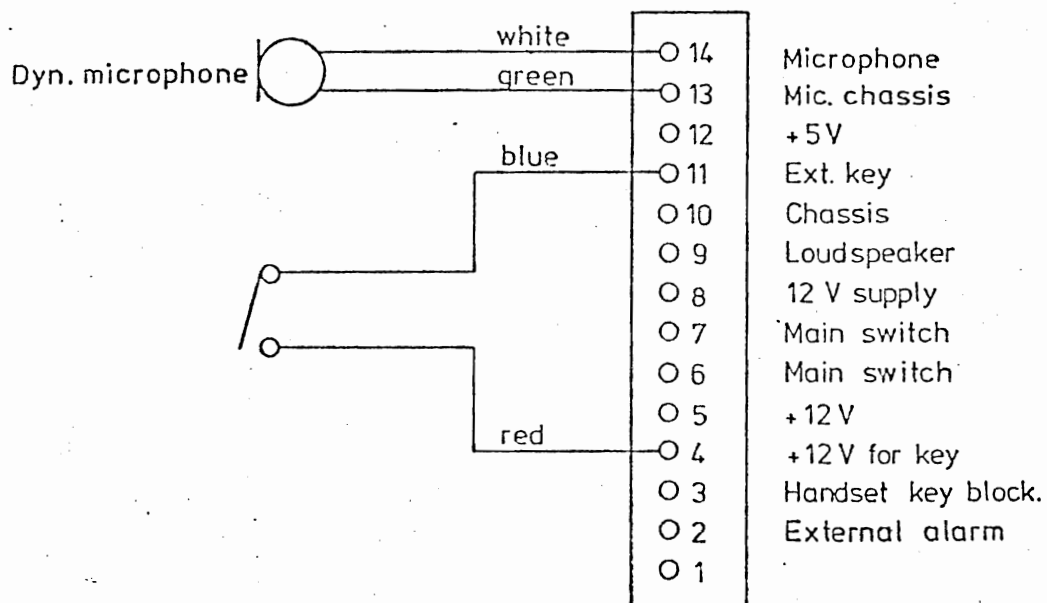 white
14 Microphone
Dyn. microphone
green
13 Mic. chassis
12 +5V
blue
11 Ext. key
10 Chassis
9 Loudspeaker
8 12 V supply
7 Main switch
6 Main switch
5 +12V
red
4 +12V for key
3 Handset key block.
2 External alarm
1